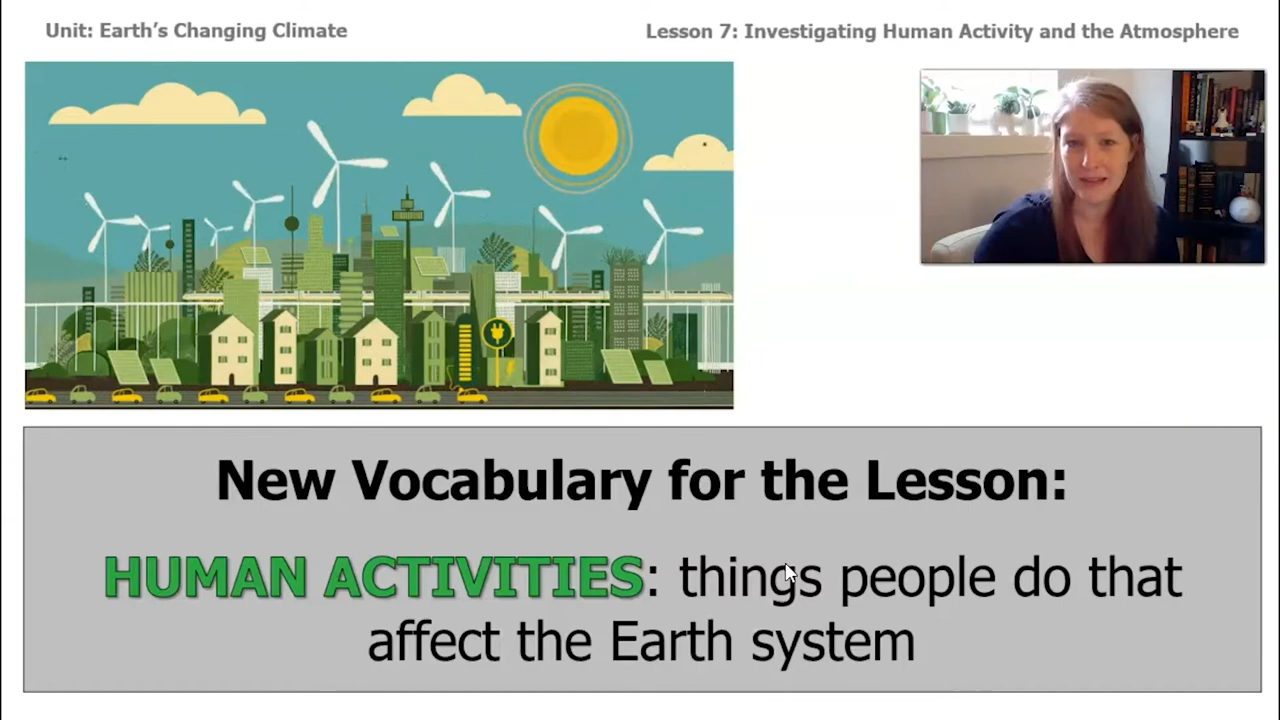 Unit: Earth’s Changing Climate
Lesson 7: Investigating Human Activity and the Atmosphere
New Vocabulary for the Lesson:
HUMAN ACTIVITIES: things people do that
affect the Earth system